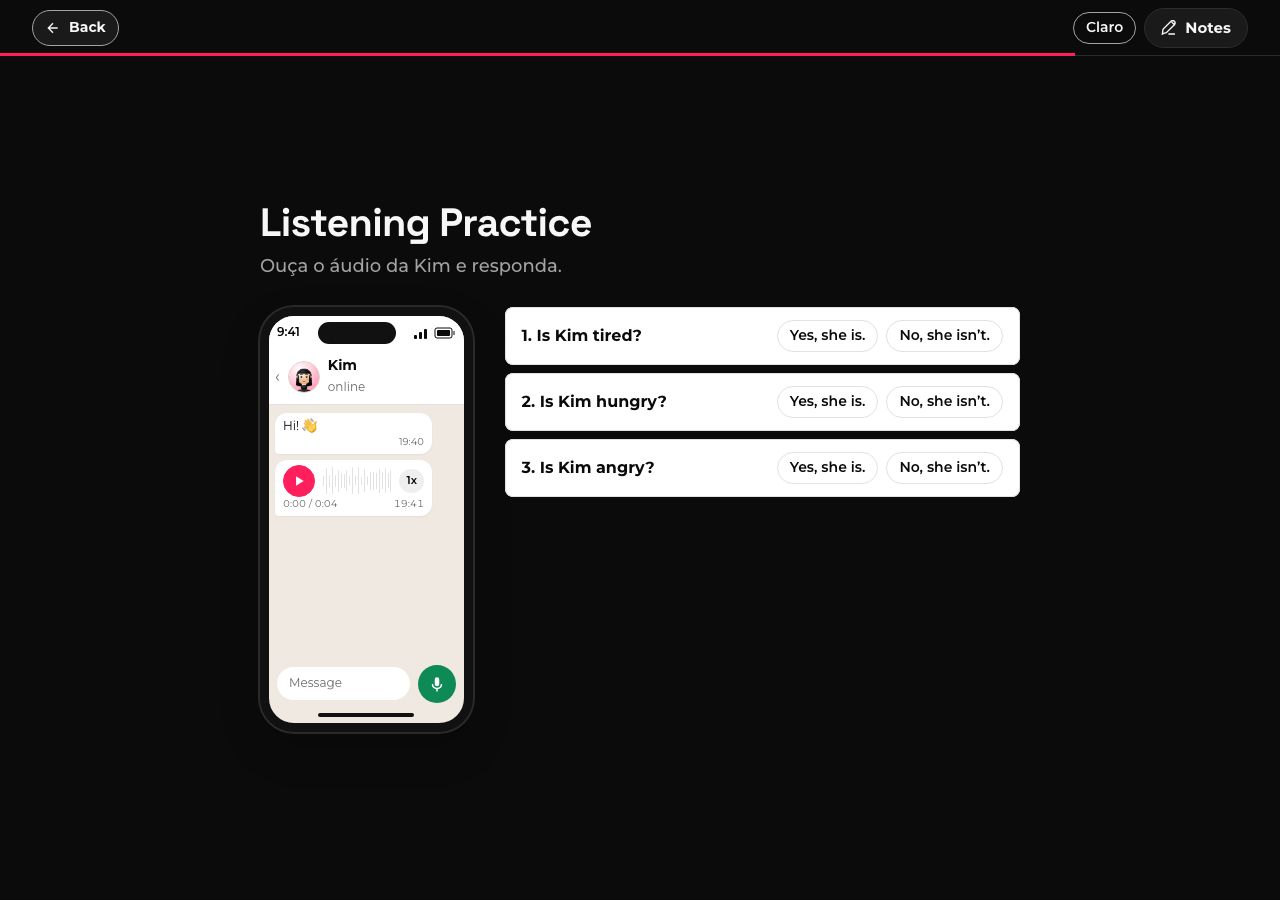 Back
Claro
Notes
Listening Practice
Ouça o áudio da Kim e responda.
9:41
Kim
online
Hi! 👋
19:40
1x
0:00 / 0:04
19:41
Message
1. Is Kim tired?
Yes, she is.
No, she isn’t.
2. Is Kim hungry?
Yes, she is.
No, she isn’t.
3. Is Kim angry?
Yes, she is.
No, she isn’t.